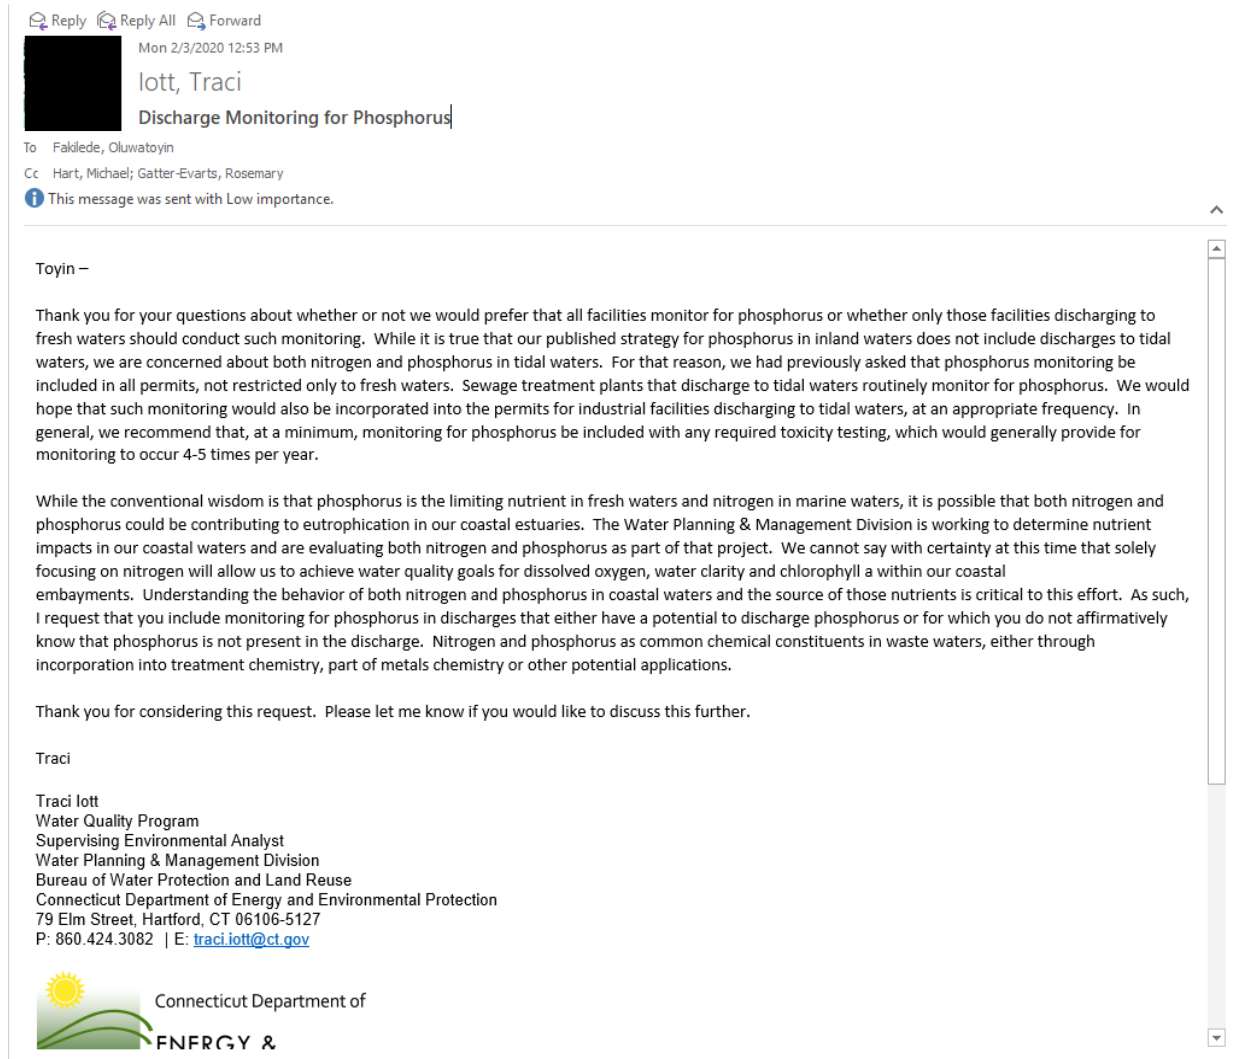 Reply Reply All Forward
Mon 2/3/2020 12:53 PM
Iott, Traci
Discharge Monitoring for Phosphorus
To Fakilede, Oluwatoyin
Cc Hart, Michael; Gatter-Evarts, Rosemary
This message was sent with Low importance.
Toyin –
Thank you for your questions about whether or not we would prefer that all facilities monitor for phosphorus or whether only those facilities discharging to
fresh waters should conduct such monitoring.  While it is true that our published strategy for phosphorus in inland waters does not include discharges to tidal
waters, we are concerned about both nitrogen and phosphorus in tidal waters.  For that reason, we had previously asked that phosphorus monitoring be
included in all permits, not restricted only to fresh waters.  Sewage treatment plants that discharge to tidal waters routinely monitor for phosphorus.  We would
hope that such monitoring would also be incorporated into the permits for industrial facilities discharging to tidal waters, at an appropriate frequency.  In
general, we recommend that, at a minimum, monitoring for phosphorus be included with any required toxicity testing, which would generally provide for
monitoring to occur 4-5 times per year.
While the conventional wisdom is that phosphorus is the limiting nutrient in fresh waters and nitrogen in marine waters, it is possible that both nitrogen and
phosphorus could be contributing to eutrophication in our coastal estuaries.  The Water Planning & Management Division is working to determine nutrient
impacts in our coastal waters and are evaluating both nitrogen and phosphorus as part of that project.  We cannot say with certainty at this time that solely
focusing on nitrogen will allow us to achieve water quality goals for dissolved oxygen, water clarity and chlorophyll a within our coastal
embayments.  Understanding the behavior of both nitrogen and phosphorus in coastal waters and the source of those nutrients is critical to this effort.  As such,
I request that you include monitoring for phosphorus in discharges that either have a potential to discharge phosphorus or for which you do not affirmatively
know that phosphorus is not present in the discharge.  Nitrogen and phosphorus as common chemical constituents in waste waters, either through
incorporation into treatment chemistry, part of metals chemistry or other potential applications.
Thank you for considering this request.  Please let me know if you would like to discuss this further.
Traci
Traci Iott
Water Quality Program
Supervising Environmental Analyst
Water Planning & Management Division
Bureau of Water Protection and Land Reuse
Connecticut Department of Energy and Environmental Protection
79 Elm Street, Hartford, CT 06106-5127
P: 860.424.3082  | E: traci.iott@ct.gov
Connecticut Department of
ENERGY &